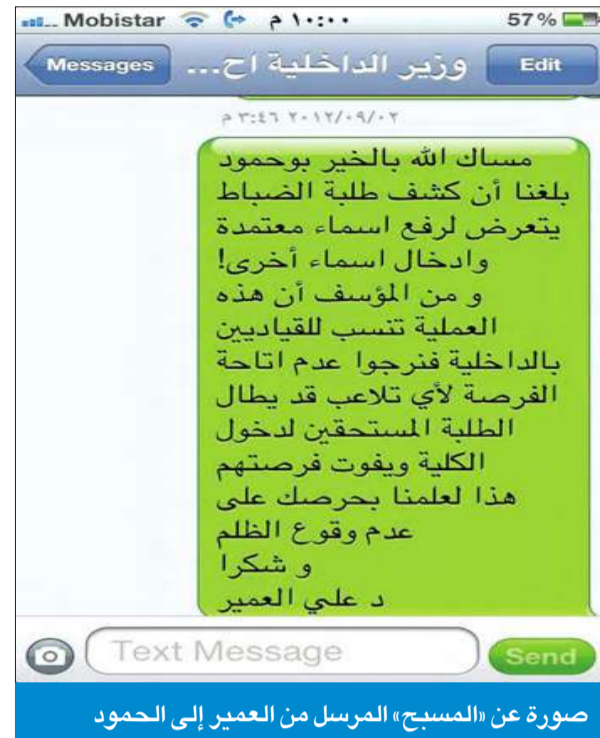 Mobistar ١٠:٠٠ م 57%
Messages وزير الداخلية اح... Edit
٢٠١٢/٠٩/٠٢ ٣:٤٦ م
مساك الله بالخير بوحمود
بلغنا أن كشف طلبة الضباط
يتعرض لرفع اسماء معتمدة
وادخال اسماء أخرى!
و من المؤسف أن هذه
العملية تنسب للقياديين
بالداخلية فنرجوا عدم اتاحة
الفرصة لأي تلاعب قد يطال
الطلبة المستحقين لدخول
الكلية ويفوت فرصتهم
هذا لعلمنا بحرصك على
عدم وقوع الظلم
و شكرا
د علي العمير
Text Message Send
صورة عن «المسج» المرسل من العمير إلى الحمود